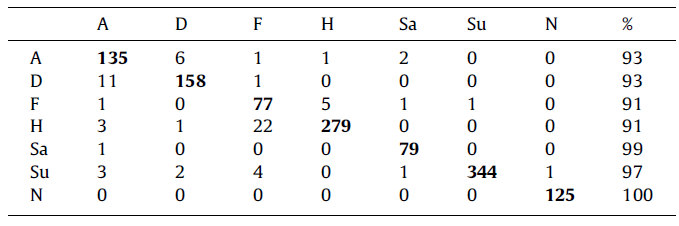 A D F H Sa Su N %
A 135 6 1 1 2 0 0 93
D 11 158 1 0 0 0 0 93
F 1 0 77 5 1 1 0 91
H 3 1 22 279 0 0 0 91
Sa 1 0 0 0 79 0 0 99
Su 3 2 4 0 1 344 1 97
N 0 0 0 0 0 0 125 100